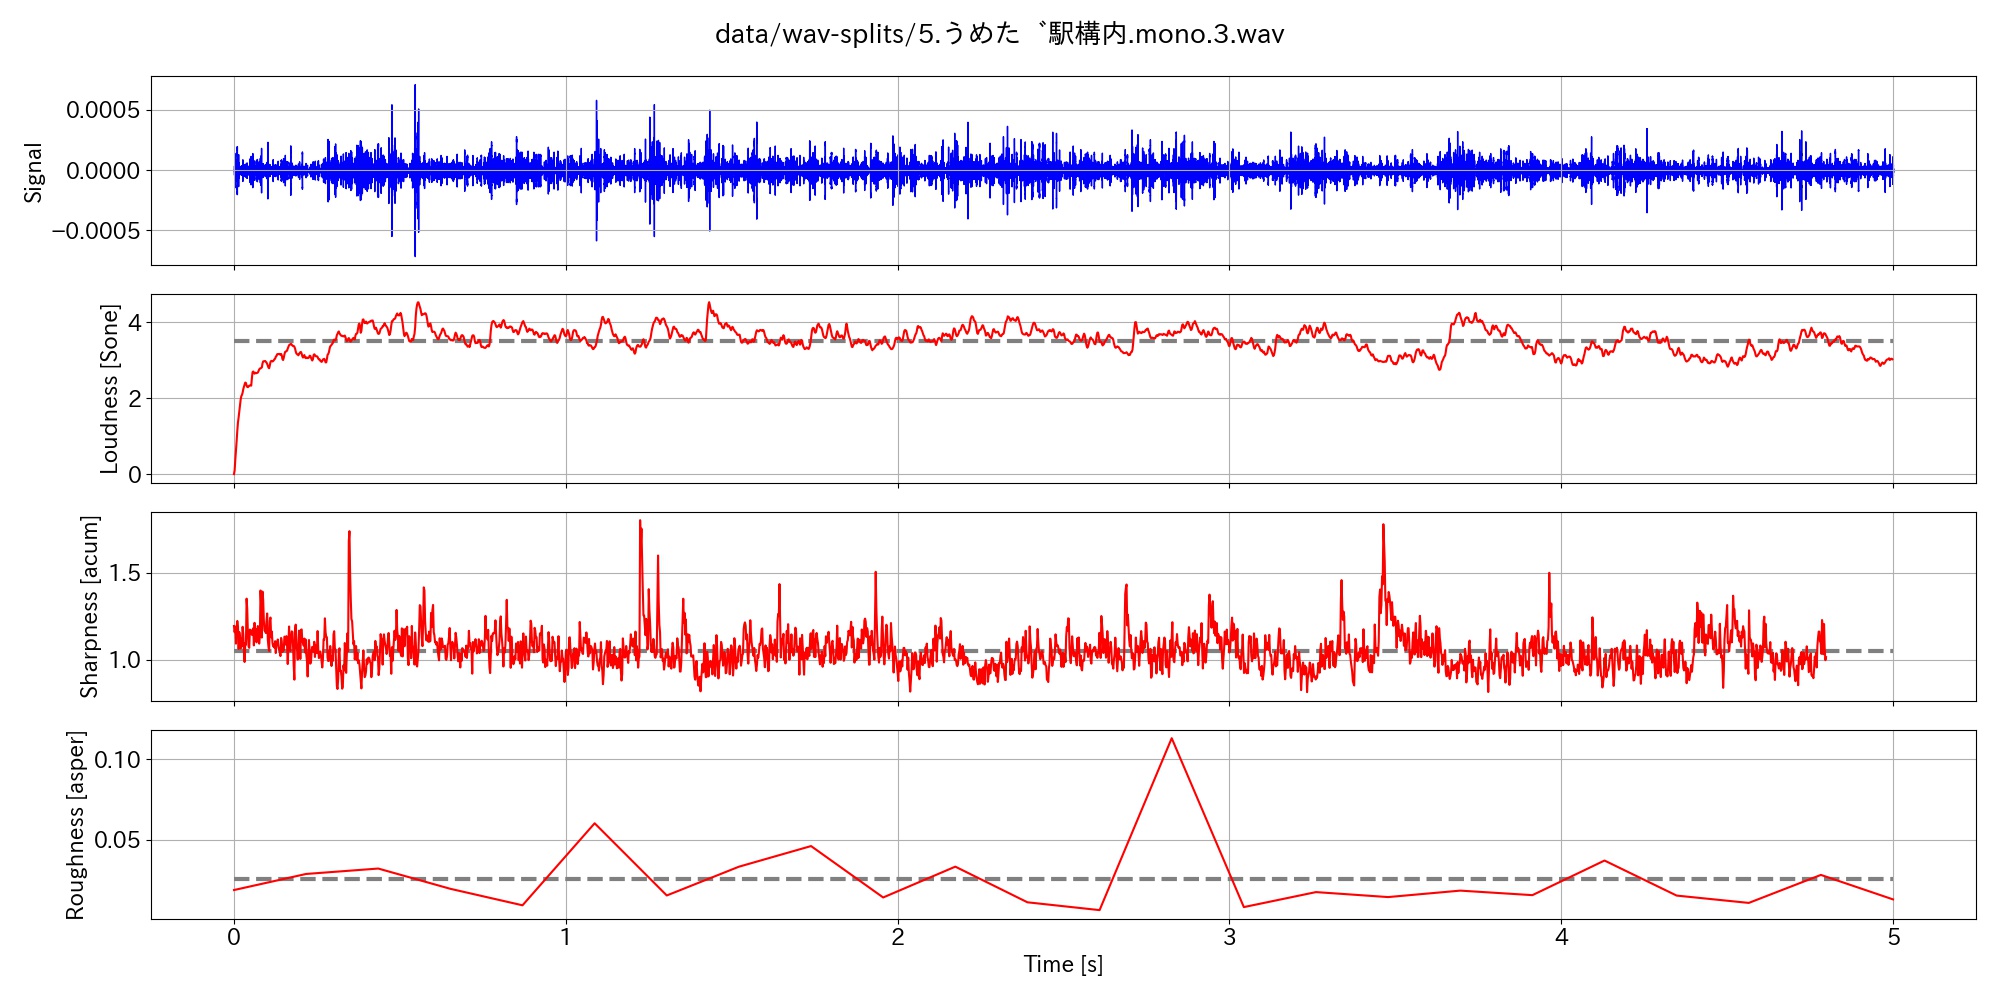 data/wav-splits/5.うめた゛駅構内.mono.3.wav
Signal
0.0005
0.0000
−0.0005
Loudness [Sone]
4
2
0
Sharpness [acum]
1.5
1.0
Roughness [asper]
0.10
0.05
0 1 2 3 4 5
Time [s]